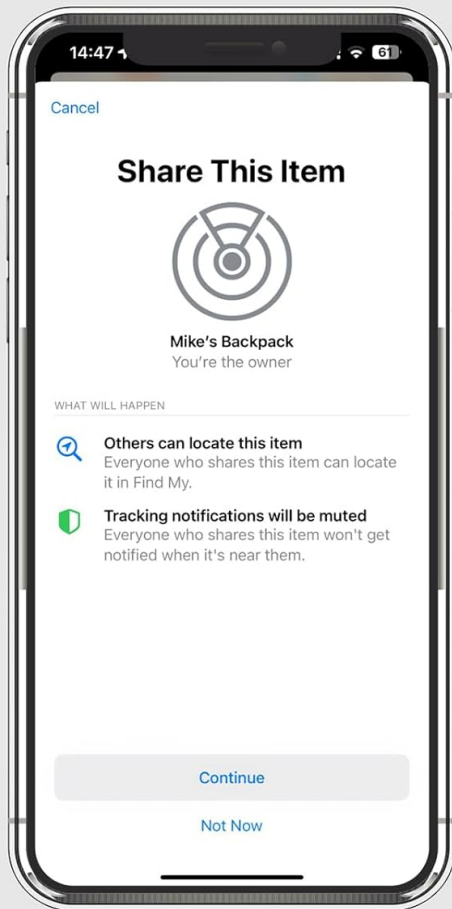 14:47
61
Cancel
Share This Item
Mike's Backpack
You're the owner
WHAT WILL HAPPEN
Others can locate this item
Everyone who shares this item can locate
it in Find My.
Tracking notifications will be muted
Everyone who shares this item won't get
notified when it's near them.
Continue
Not Now